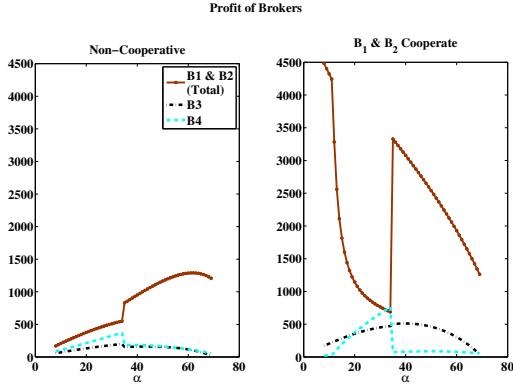 Profit of Brokers
Non−Cooperative
B1 & B2 Cooperate
4500
4000
3500
3000
2500
2000
1500
1000
500
0
0 20 40 60 80
α
B1 & B2
(Total)
B3
B4
4500
4000
3500
3000
2500
2000
1500
1000
500
0
0 20 40 60 80
α